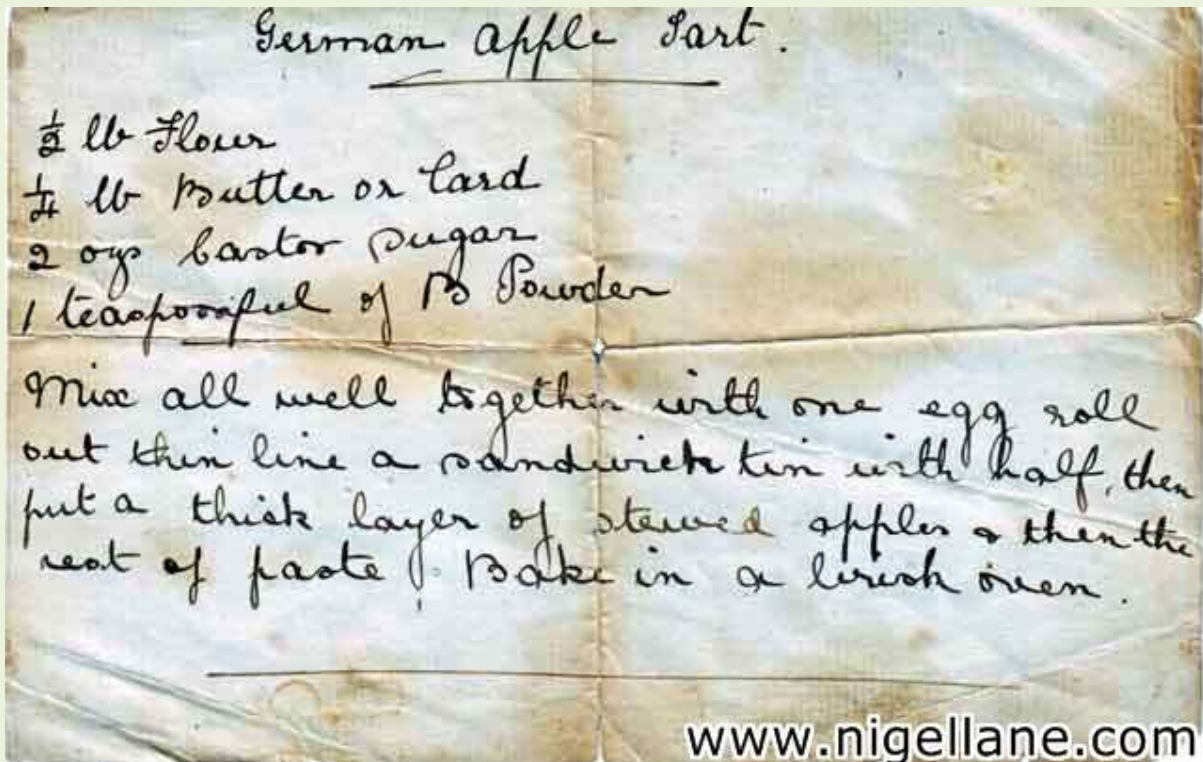 German Apple Tart.
½ lb Flour
¼ lb Butter or Lard
2 ozs Castor Sugar
1 teaspoonful of B Powder
Mix all well together with one egg roll
out thin line a sandwich tin with half, then
put a thick layer of stewed apples & then the
rest of paste. Bake in a brisk oven.
www.nigellane.com